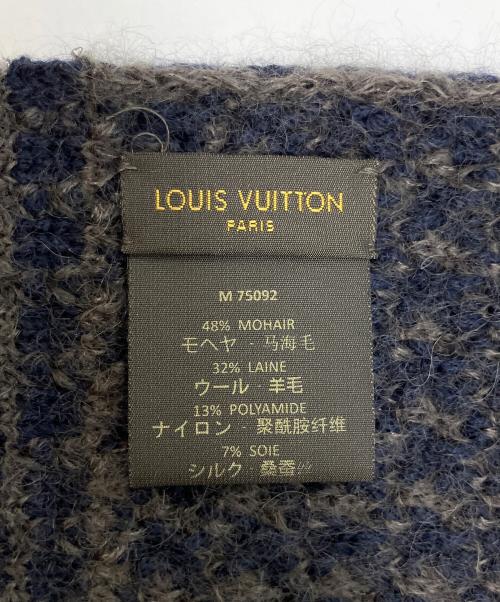 LOUIS VUITTON
PARIS
M 75092
48% MOHAIR
モヘヤ - 马海毛
32% LAINE
ウール - 羊毛
13% POLYAMIDE
ナイロン - 聚酰胺纤维
7% SOIE
シルク - 桑蚕丝